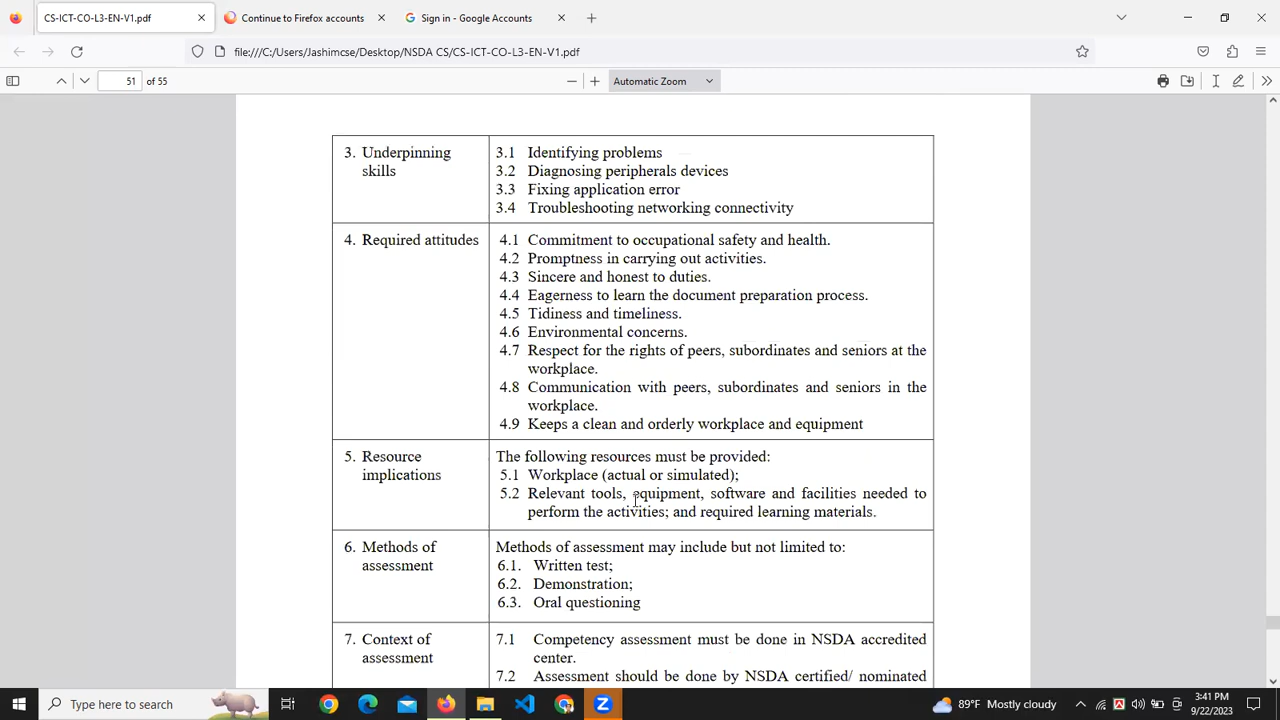 CS-ICT-CO-L3-EN-V1.pdf
Continue to Firefox accounts
Sign in - Google Accounts
file:///C:/Users/Jashimcse/Desktop/NSDA CS/CS-ICT-CO-L3-EN-V1.pdf
51 of 55
Automatic Zoom
3. Underpinning skills
3.1 Identifying problems
3.2 Diagnosing peripherals devices
3.3 Fixing application error
3.4 Troubleshooting networking connectivity
4. Required attitudes
4.1 Commitment to occupational safety and health.
4.2 Promptness in carrying out activities.
4.3 Sincere and honest to duties.
4.4 Eagerness to learn the document preparation process.
4.5 Tidiness and timeliness.
4.6 Environmental concerns.
4.7 Respect for the rights of peers, subordinates and seniors at the
workplace.
4.8 Communication with peers, subordinates and seniors in the
workplace.
4.9 Keeps a clean and orderly workplace and equipment
5. Resource
implications
The following resources must be provided:
5.1 Workplace (actual or simulated);
5.2 Relevant tools, equipment, software and facilities needed to
perform the activities; and required learning materials.
6. Methods of
assessment
Methods of assessment may include but not limited to:
6.1. Written test;
6.2. Demonstration;
6.3. Oral questioning
7. Context of
assessment
7.1 Competency assessment must be done in NSDA accredited
center.
7.2 Assessment should be done by NSDA certified/ nominated
Type here to search
89°F Mostly cloudy
3:41 PM
9/22/2023